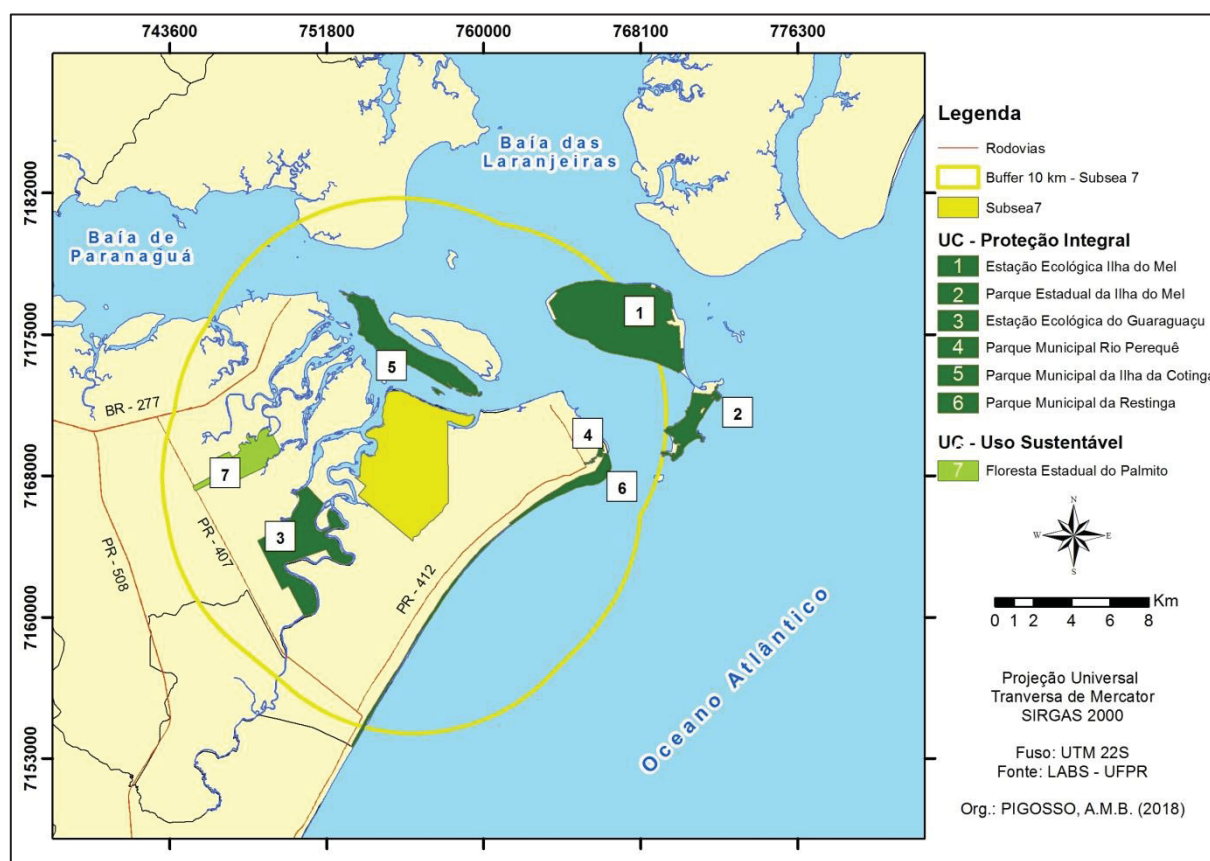 743600 751800 760000 768100 776300
7182000
7175000
7168000
7160000
7153000
Baía das
Laranjeiras
Baía de
Paranaguá
BR - 277
PR - 508
PR - 407
PR - 412
Oceano Atlântico
1
2
3
4
5
6
7
Legenda
Rodovias
Buffer 10 km - Subsea 7
Subsea7
UC - Proteção Integral
1 Estação Ecológica Ilha do Mel
2 Parque Estadual da Ilha do Mel
3 Estação Ecológica do Guaraguaçu
4 Parque Municipal Rio Perequê
5 Parque Municipal da Ilha da Cotinga
6 Parque Municipal da Restinga
UC - Uso Sustentável
7 Floresta Estadual do Palmito
N
W E
S
Km
0 1 2 4 6 8
Projeção Universal
Tranversa de Mercator
SIRGAS 2000
Fuso: UTM 22S
Fonte: LABS - UFPR
Org.: PIGOSSO, A.M.B. (2018)